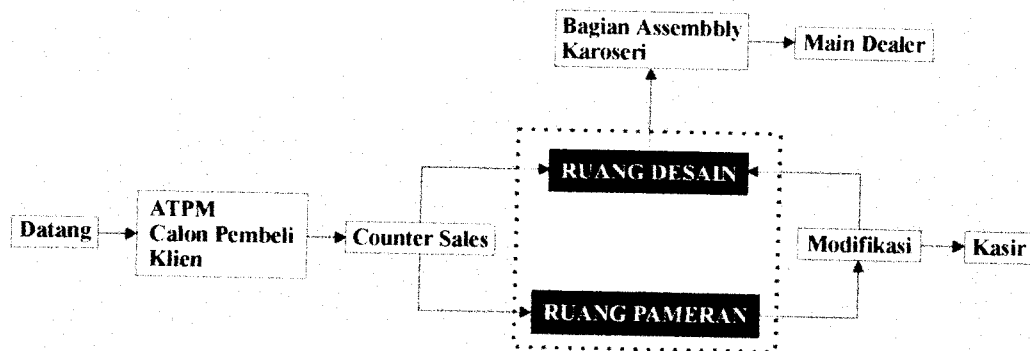 Bagian Assembbly
Karoseri
Main Dealer
RUANG DESAIN
Datang
ATPM
Calon Pembeli
Klien
Counter Sales
Modifikasi
Kasir
RUANG PAMERAN